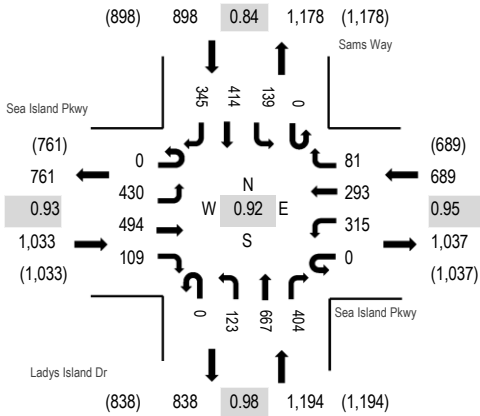 (898) 898 0.84 1,178 (1,178)
Sams Way
345 414 139 0
Sea Island Pkwy
(761)
761
0.93
1,033
(1,033)
0
430
494
109
N
W 0.92 E
S
81
293
315
0
(689)
689
0.95
1,037
(1,037)
0 123 667 404
Sea Island Pkwy
Ladys Island Dr
(838) 838 0.98 1,194 (1,194)